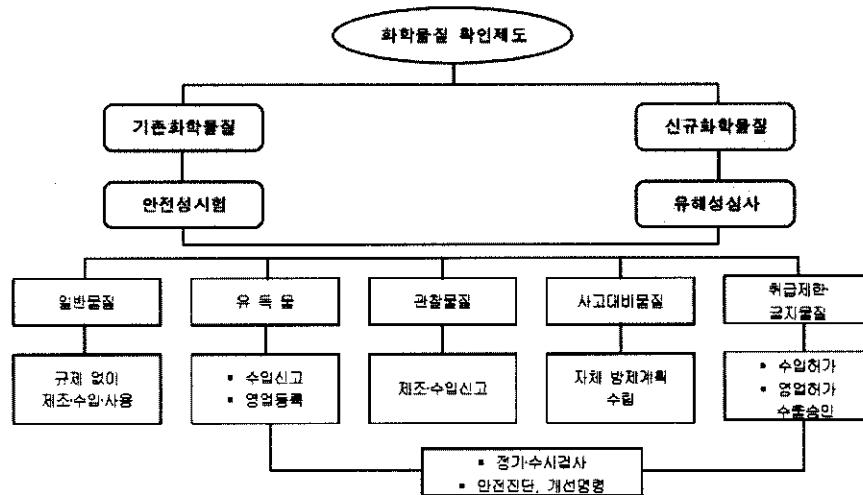 화학물질 확인제도
기존화학물질
신규화학물질
안전성시험
유해성심사
일반물질
유 독 물
관찰물질
사고대비물질
취급제한·
금지물질
규제 없이
제조·수입·사용
▪ 수입신고
▪ 영업등록
제조·수입신고
자체 방제계획
수립
▪ 수입허가
▪ 영업허가
수출승인
▪ 정기·수시검사
▪ 안전진단, 개선명령